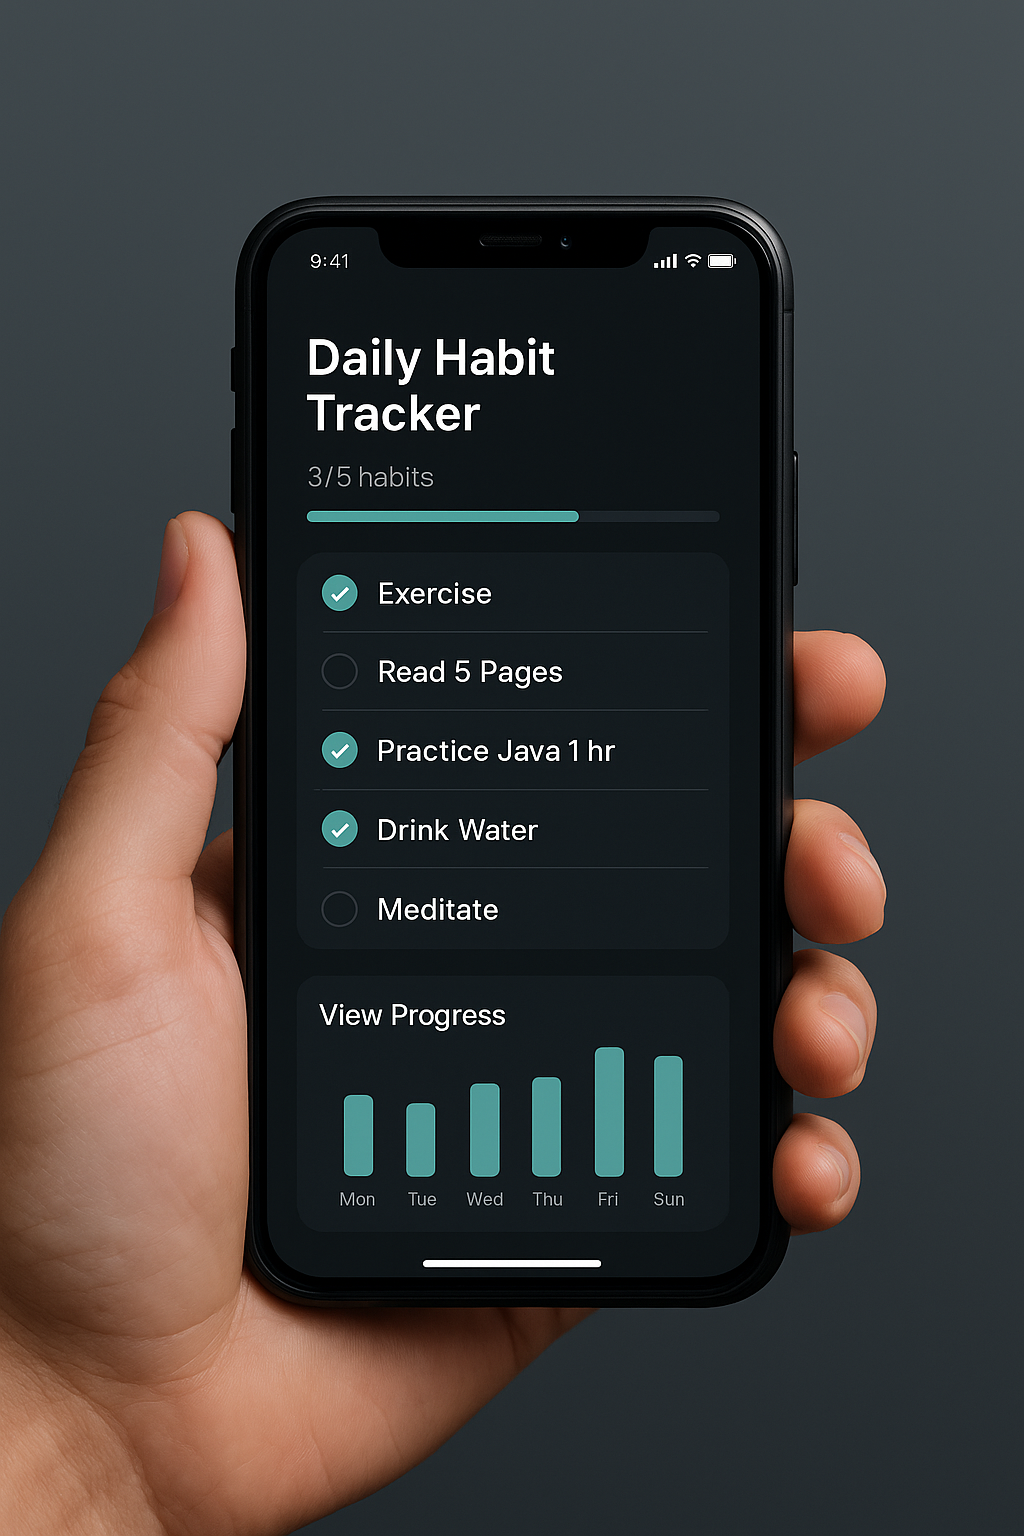 9:41
Daily Habit
Tracker
3/5 habits
Exercise
Read 5 Pages
Practice Java 1 hr
Drink Water
Meditate
View Progress
Mon Tue Wed Thu Fri Sun